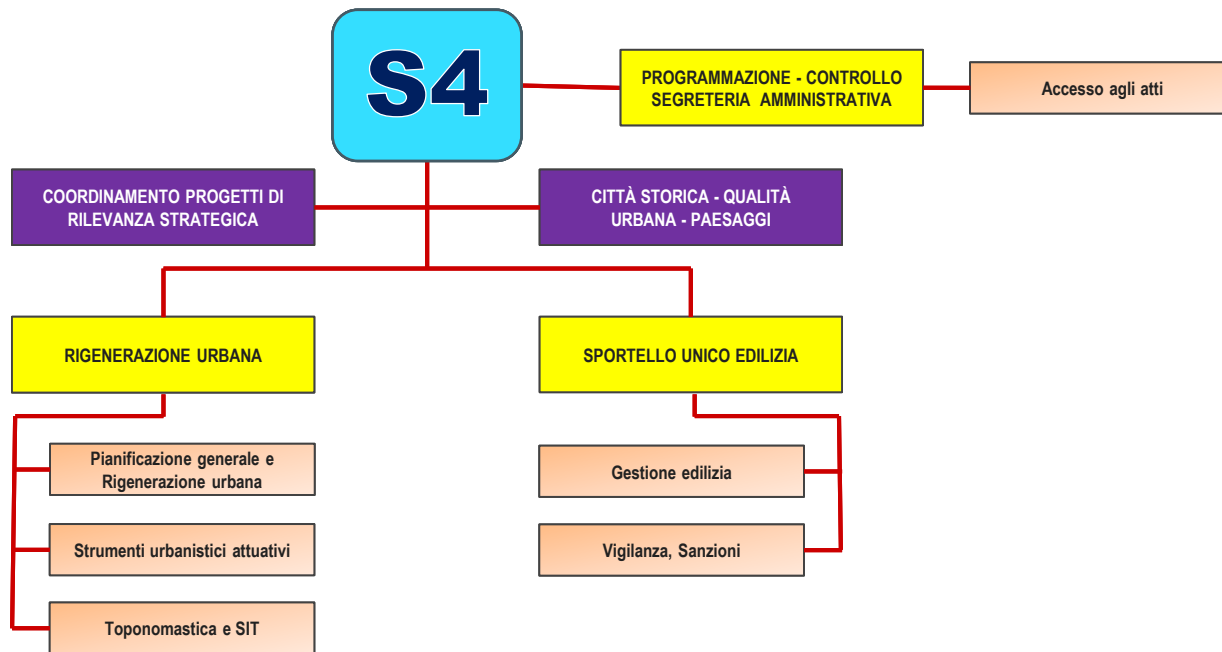 S4
PROGRAMMAZIONE - CONTROLLO
SEGRETERIA AMMINISTRATIVA
Accesso agli atti
COORDINAMENTO PROGETTI DI
RILEVANZA STRATEGICA
CITTÀ STORICA - QUALITÀ
URBANA - PAESAGGI
RIGENERAZIONE URBANA
SPORTELLO UNICO EDILIZIA
Pianificazione generale e
Rigenerazione urbana
Strumenti urbanistici attuativi
Toponomastica e SIT
Gestione edilizia
Vigilanza, Sanzioni